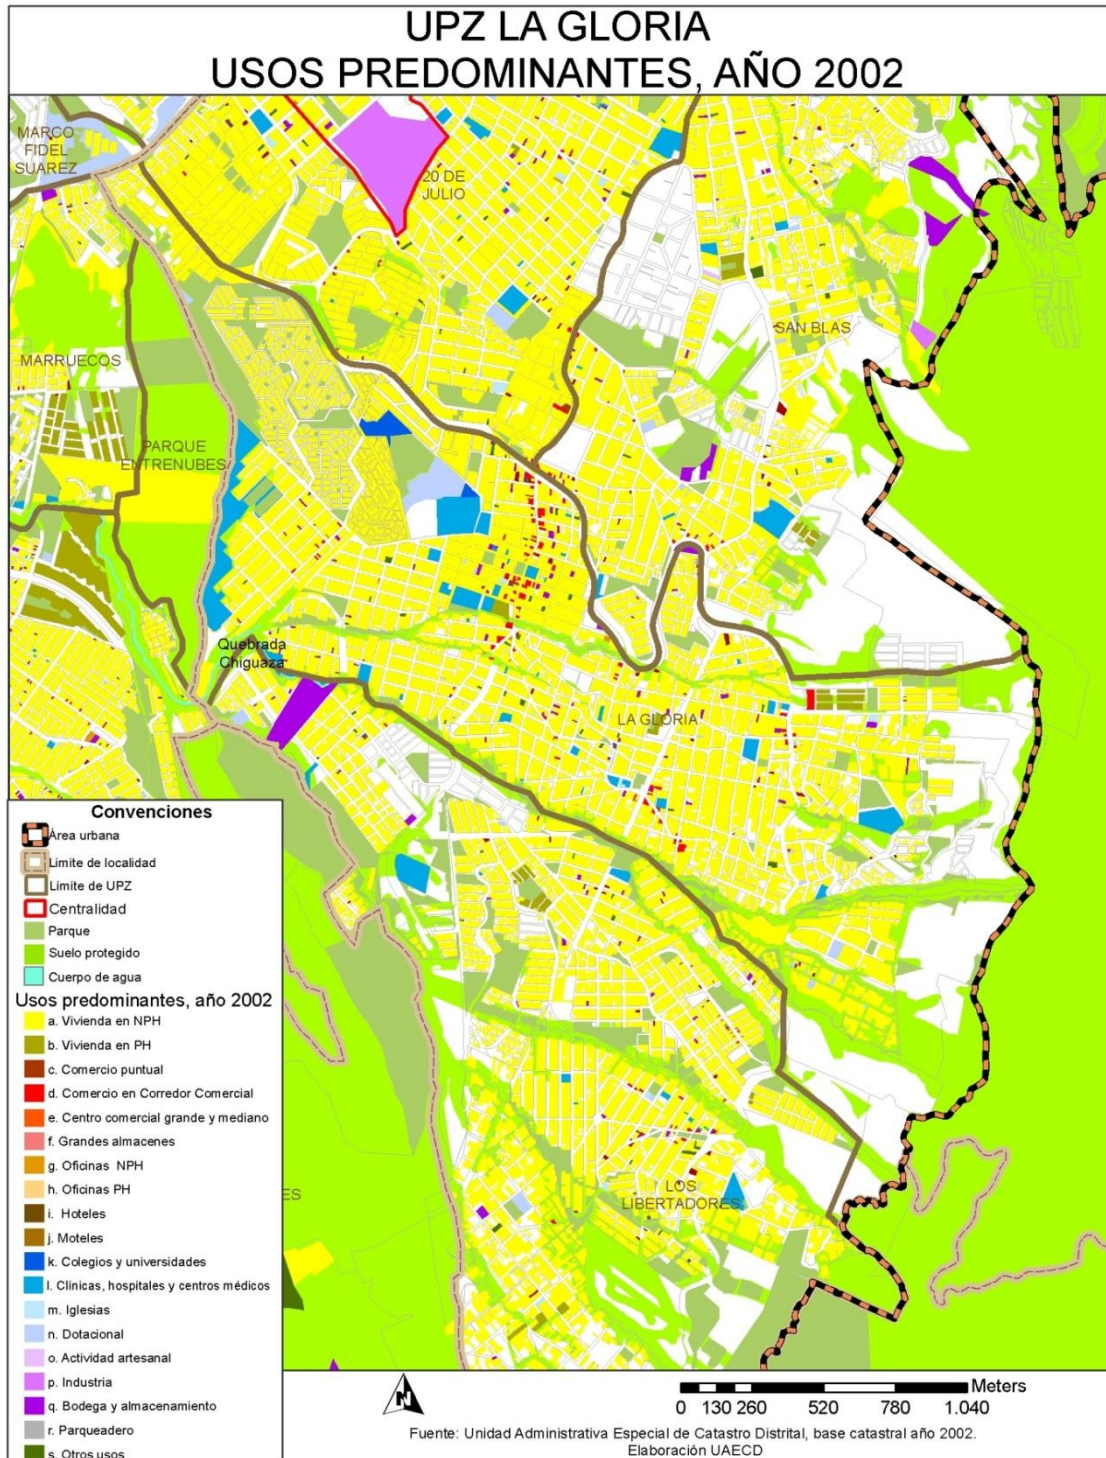 UPZ LA GLORIA
USOS PREDOMINANTES, AÑO 2002
MARCO
FIDEL
SUAREZ
20 DE
JULIO
SAN BLAS
MARRUECOS
PARQUE
ENTRENUBES
Quebrada
Chiguaza
LA GLORIA
LOS
LIBERTADORES
ES
Convenciones
Área urbana
Limite de localidad
Límite de UPZ
Centralidad
Parque
Suelo protegido
Cuerpo de agua
Usos predominantes, año 2002
a. Vivienda en NPH
b. Vivienda en PH
c. Comercio puntual
d. Comercio en Corredor Comercial
e. Centro comercial grande y mediano
f. Grandes almacenes
g. Oficinas NPH
h. Oficinas PH
i. Hoteles
j. Moteles
k. Colegios y universidades
l. Clínicas, hospitales y centros médicos
m. Iglesias
n. Dotacional
o. Actividad artesanal
p. Industria
q. Bodega y almacenamiento
r. Parqueadero
s. Otros usos
N
Meters
0 130 260 520 780 1.040
Fuente: Unidad Administrativa Especial de Catastro Distrital, base catastral año 2002.
Elaboración UAECD